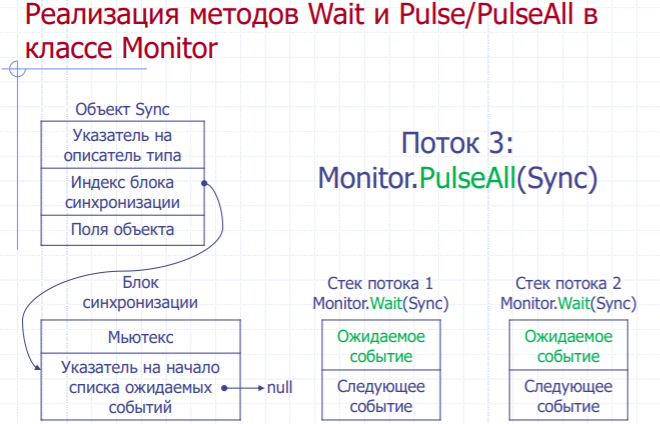 Реализация методов Wait и Pulse/PulseAll в
классе Monitor
Объект Sync
Указатель на
описатель типа
Индекс блока
синхронизации
Поля объекта
Поток 3:
Monitor.PulseAll(Sync)
Блок
синхронизации
Мьютекс
Указатель на начало
списка ожидаемых
событий
null
Стек потока 1
Monitor.Wait(Sync)
Ожидаемое
событие
Следующее
событие
Стек потока 2
Monitor.Wait(Sync)
Ожидаемое
событие
Следующее
событие